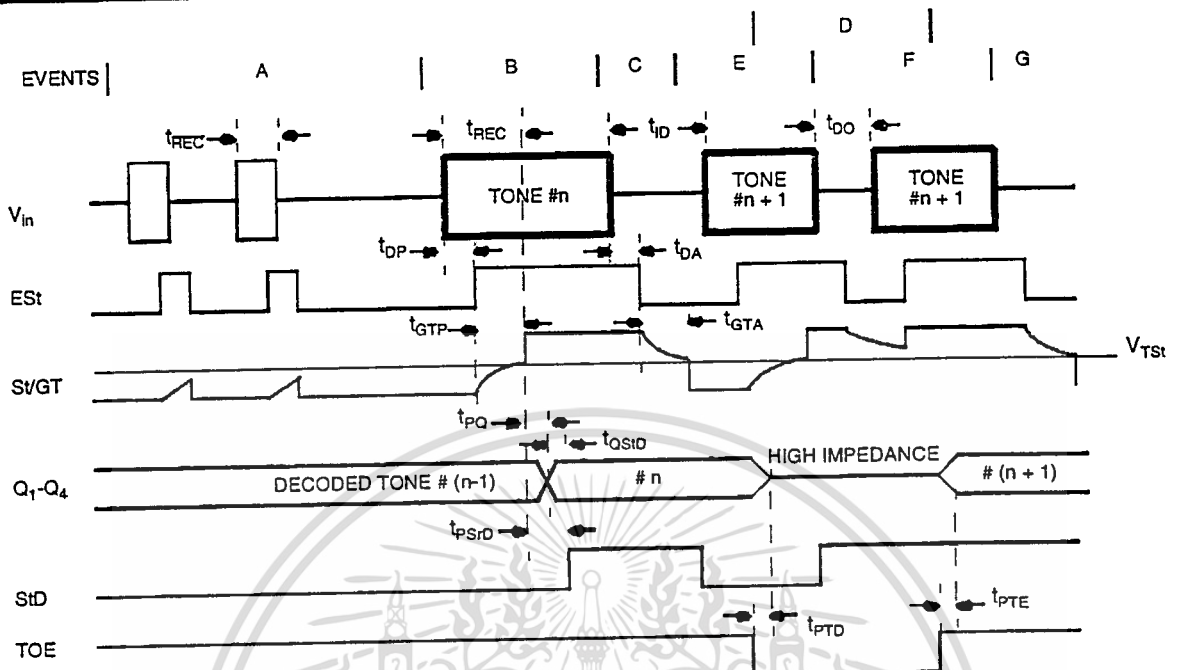 D
EVENTS A B C E F G
tREC tREC tID tDO
Vin TONE #n TONE #n + 1 TONE #n + 1
tDP tDA
ESt
tGTP tGTA
VTSt
St/GT
tPQ
tQStD
HIGH IMPEDANCE
Q1-Q4 DECODED TONE # (n-1) # n # (n + 1)
tPSrD
StD
tPTE
tPTD
TOE